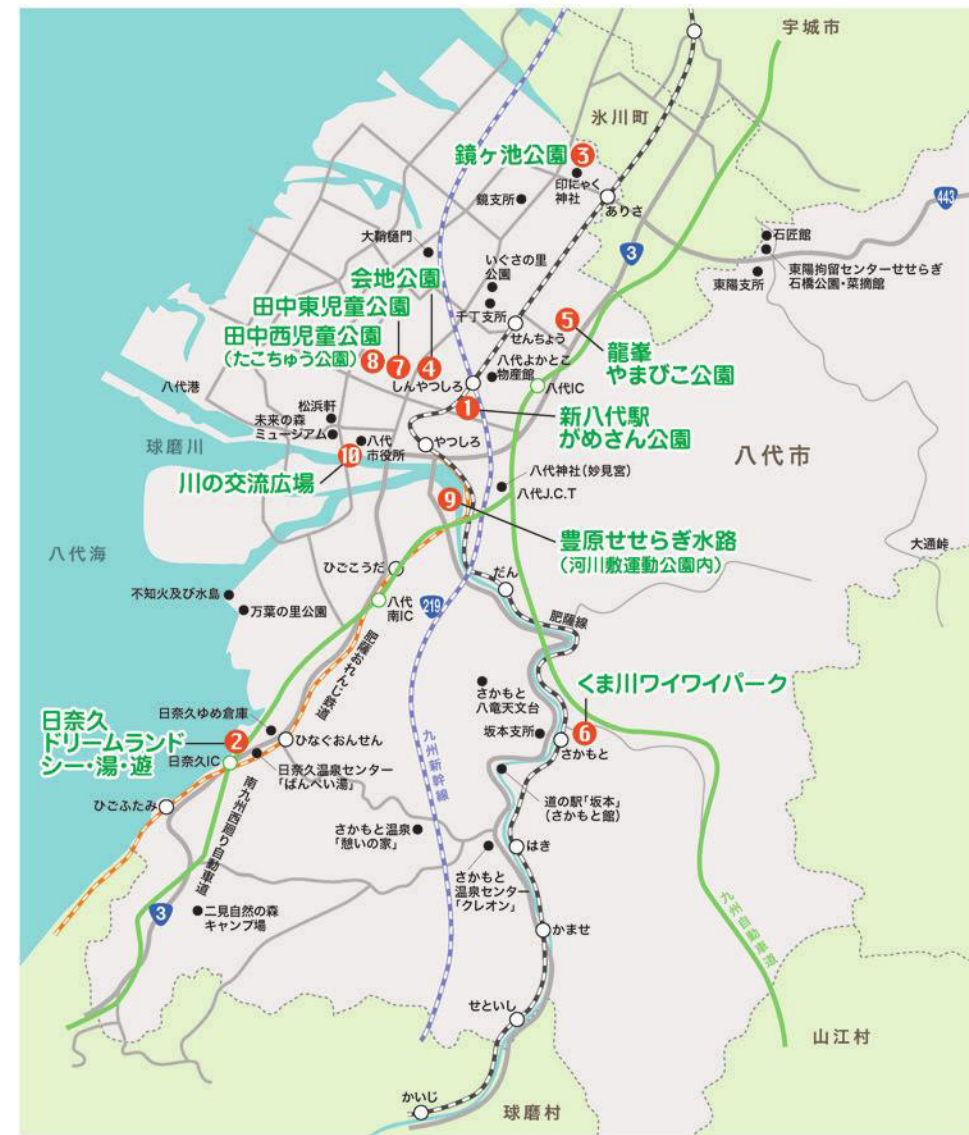 宇城市
氷川町
鏡ヶ池公園
3
印にゃく
神社
鏡支所
ありさ
443
大鞘樋門
3
石匠館
東陽拘留センターせせらぎ
石橋公園・菜摘館
東陽支所
いぐさの里
公園
会地公園
千丁支所
せんちょう
田中東児童公園
田中西児童公園
(たこちゅう公園)
8
7
4
5
龍峯
やまびこ公園
しんやつしろ
八代よかとこ
物産館
八代IC
八代港
松浜軒
未来の森
ミュージアム
1
新八代駅
がめさん公園
球磨川
八代
市役所
やつしろ
10
川の交流広場
八代市
八代神社(妙見宮)
八代J.C.T
9
豊原せせらぎ水路
(河川敷運動公園内)
八代海
大通峠
ひごこうだ
だん
不知火及び水島
万葉の里公園
八代
南IC
219
肥薩線
肥薩おれんじ鉄道
くま川ワイワイパーク
さかもと
八竜天文台
坂本支所
6
さかもと
日奈久
ドリームランド
シー・湯・遊
2
日奈久ゆめ倉庫
ひなぐおんせん
日奈久IC
日奈久温泉センター
「ばんぺい湯」
九州新幹線
道の駅「坂本」
(さかもと館)
ひごふたみ
南九州西廻り自動車道
さかもと温泉
「憩いの家」
はき
さかもと
温泉センター
「クレオン」
3
二見自然の森
キャンプ場
かませ
九州自動車道
せといし
山江村
かいじ
球磨村